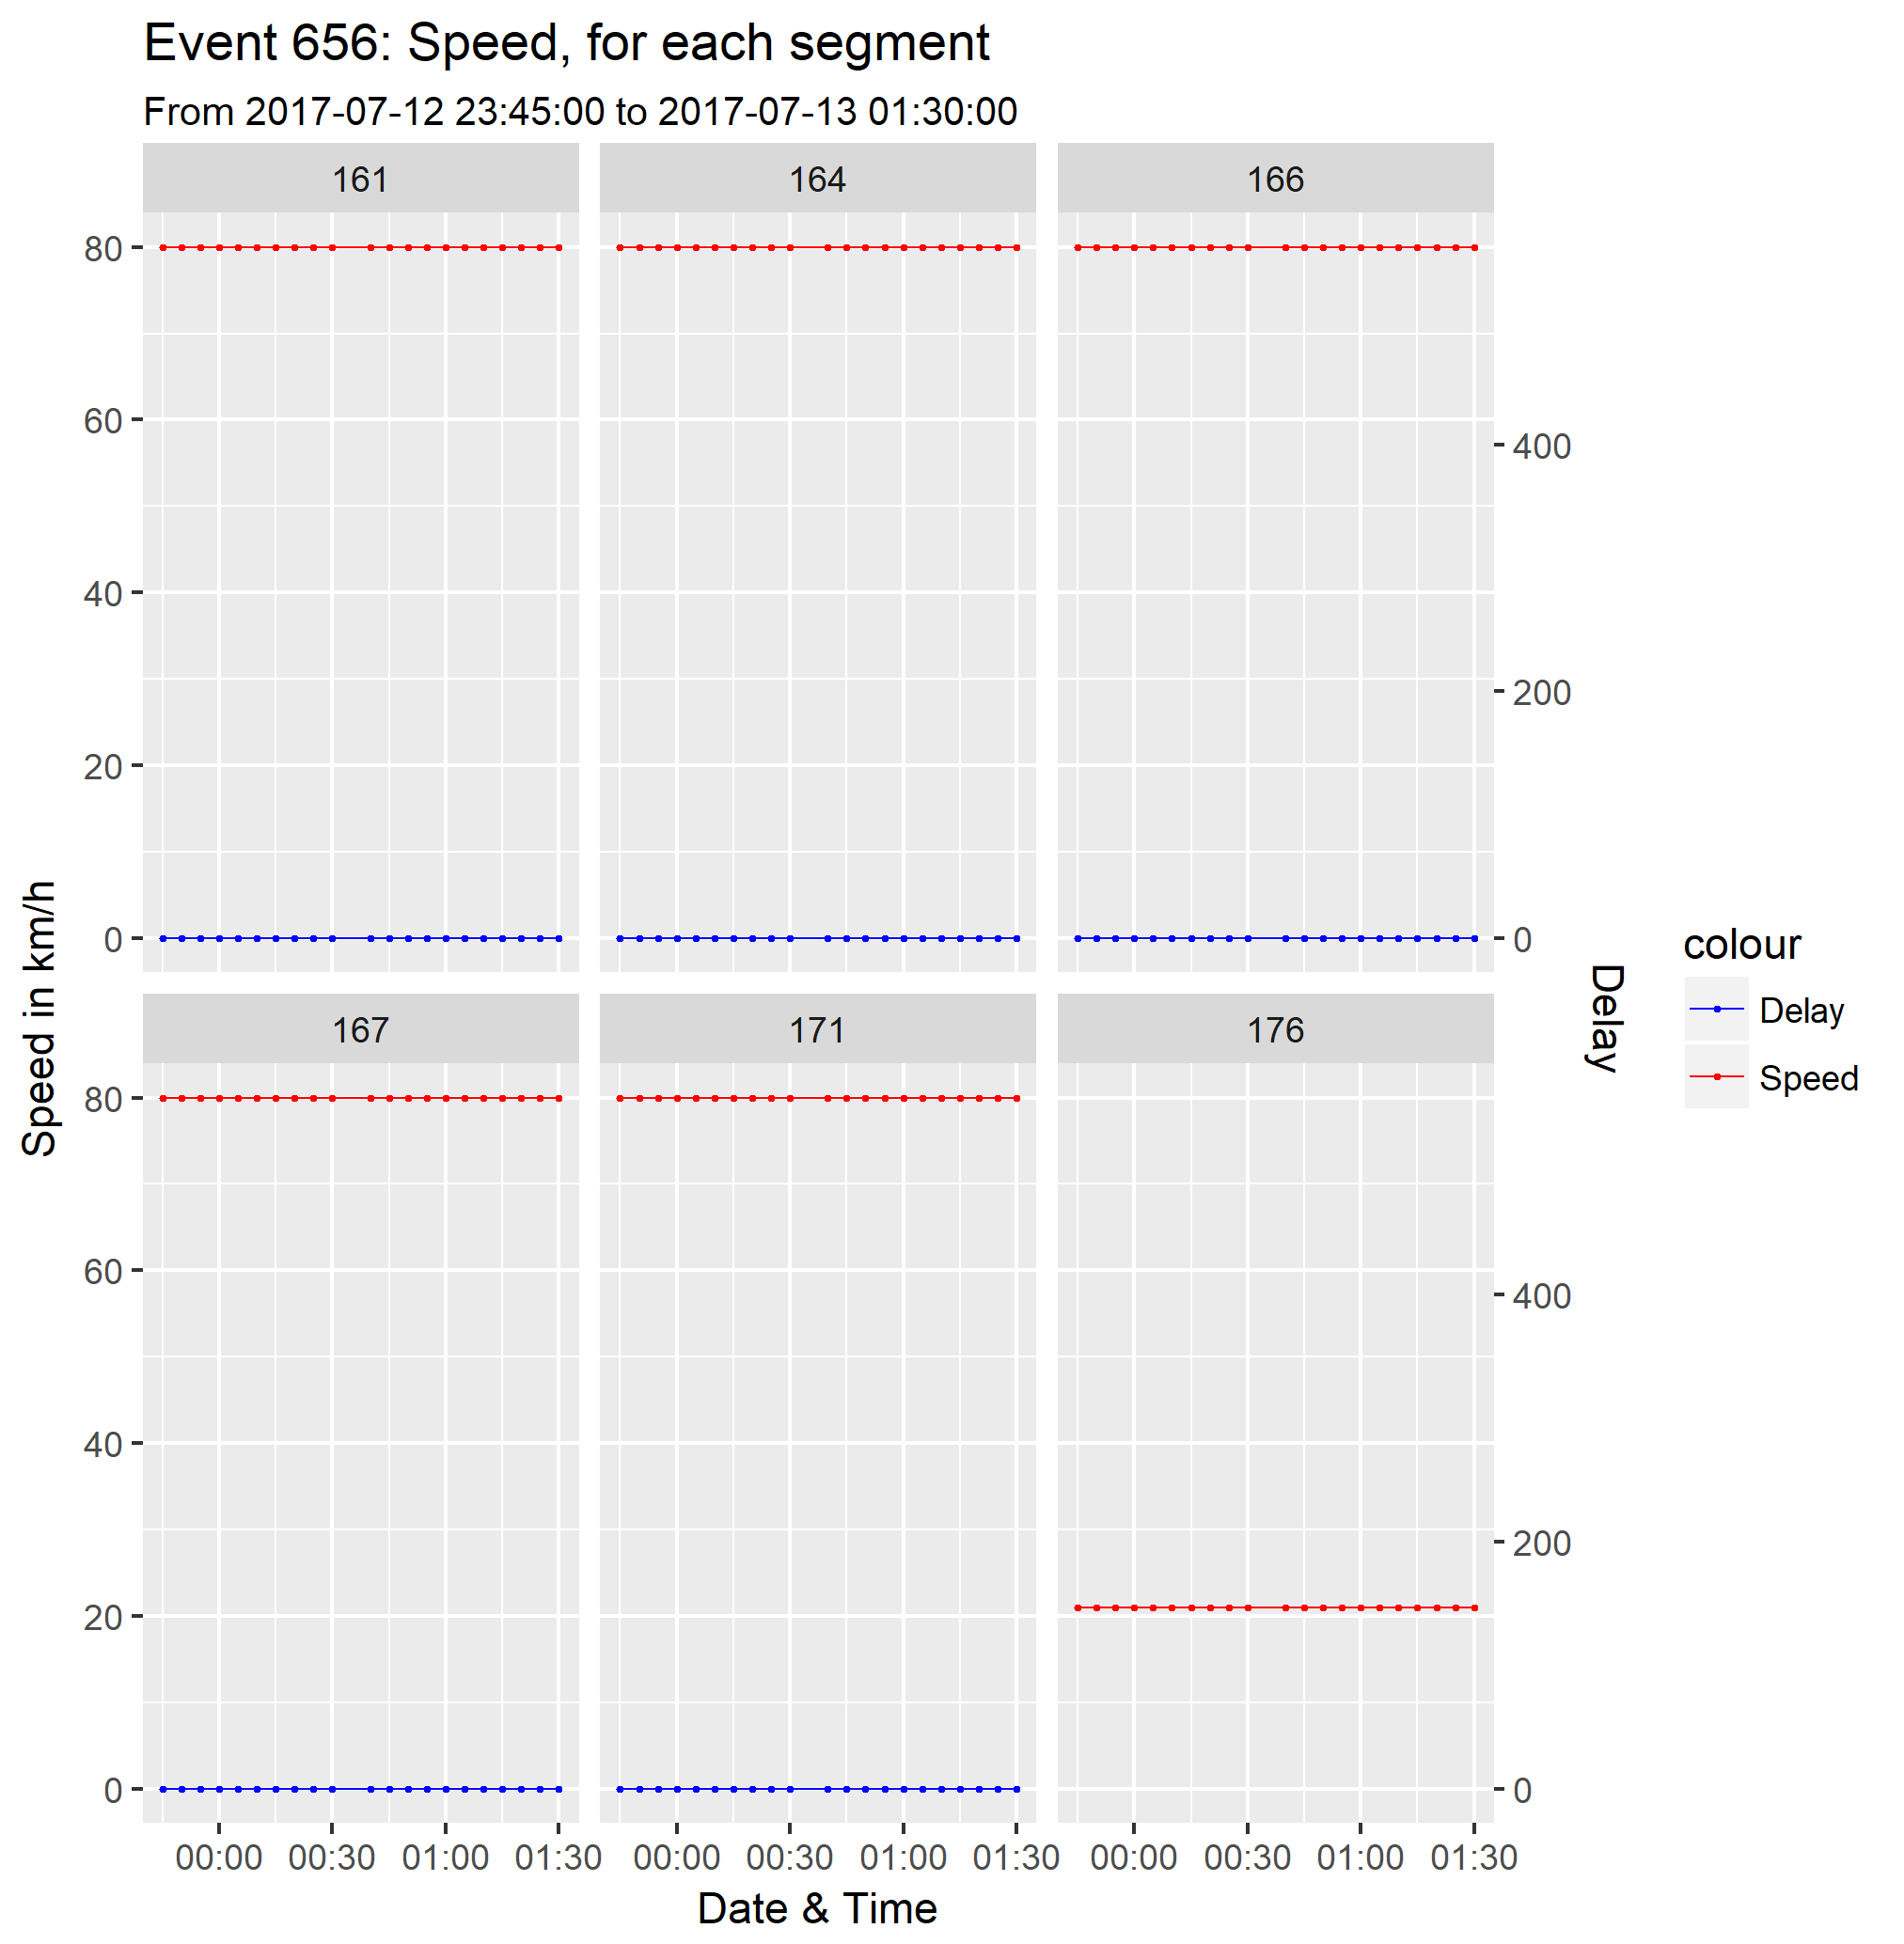 Event 656: Speed, for each segment
From 2017-07-12 23:45:00 to 2017-07-13 01:30:00
161 164 166
80
60
40
20
0
400
200
0
167 171 176
80
60
40
20
0
400
200
0
00:00 00:30 01:00 01:30 00:00 00:30 01:00 01:30 00:00 00:30 01:00 01:30
Date & Time
Speed in km/h
Delay
colour
Delay
Speed